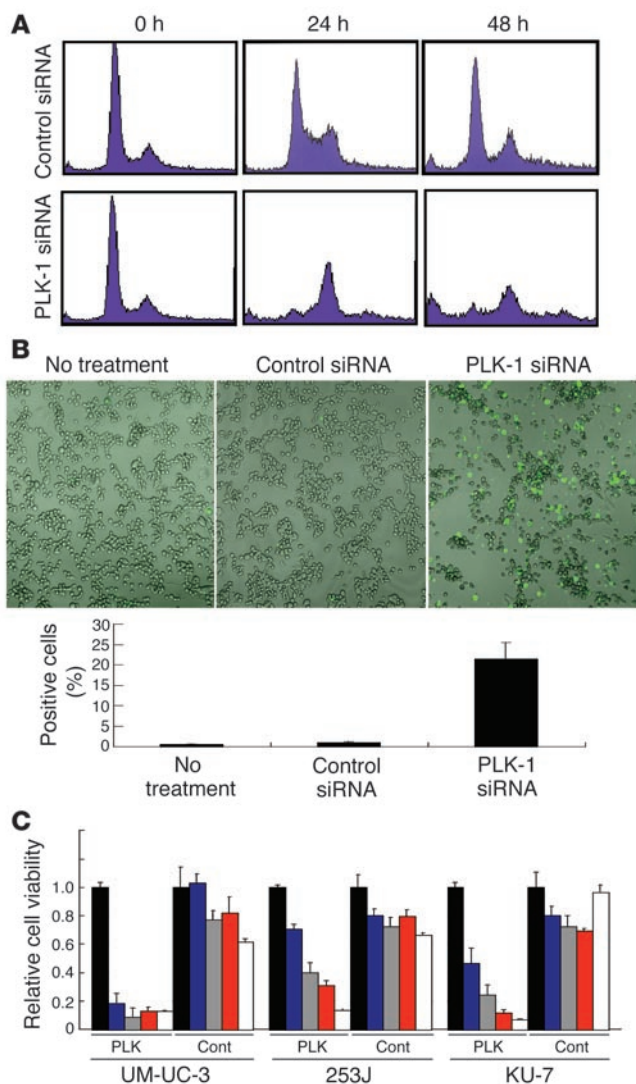 A
0 h 24 h 48 h
Control siRNA
PLK-1 siRNA
B
No treatment Control siRNA PLK-1 siRNA
Positive cells
(%)
30
25
20
15
10
5
0
No treatment
Control siRNA
PLK-1 siRNA
C
Relative cell viability
1.0
0.8
0.6
0.4
0.2
0
PLK Cont PLK Cont PLK Cont
UM-UC-3 253J KU-7